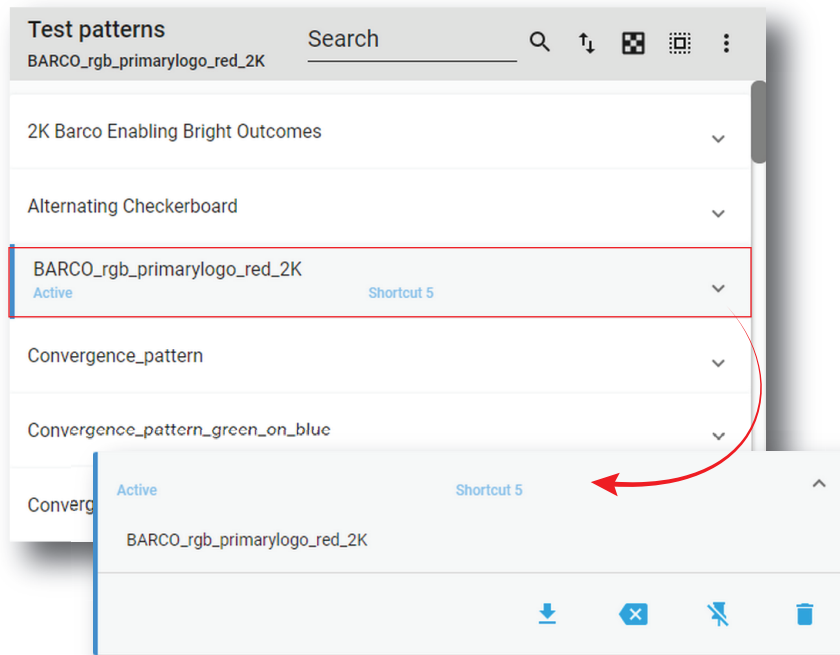 Test patterns
BARCO_rgb_primarylogo_red_2K
Search
2K Barco Enabling Bright Outcomes
Alternating Checkerboard
BARCO_rgb_primarylogo_red_2K
Active Shortcut 5
Convergence_pattern
Convergence_pattern_green_on_blue
Converg
Active Shortcut 5
BARCO_rgb_primarylogo_red_2K